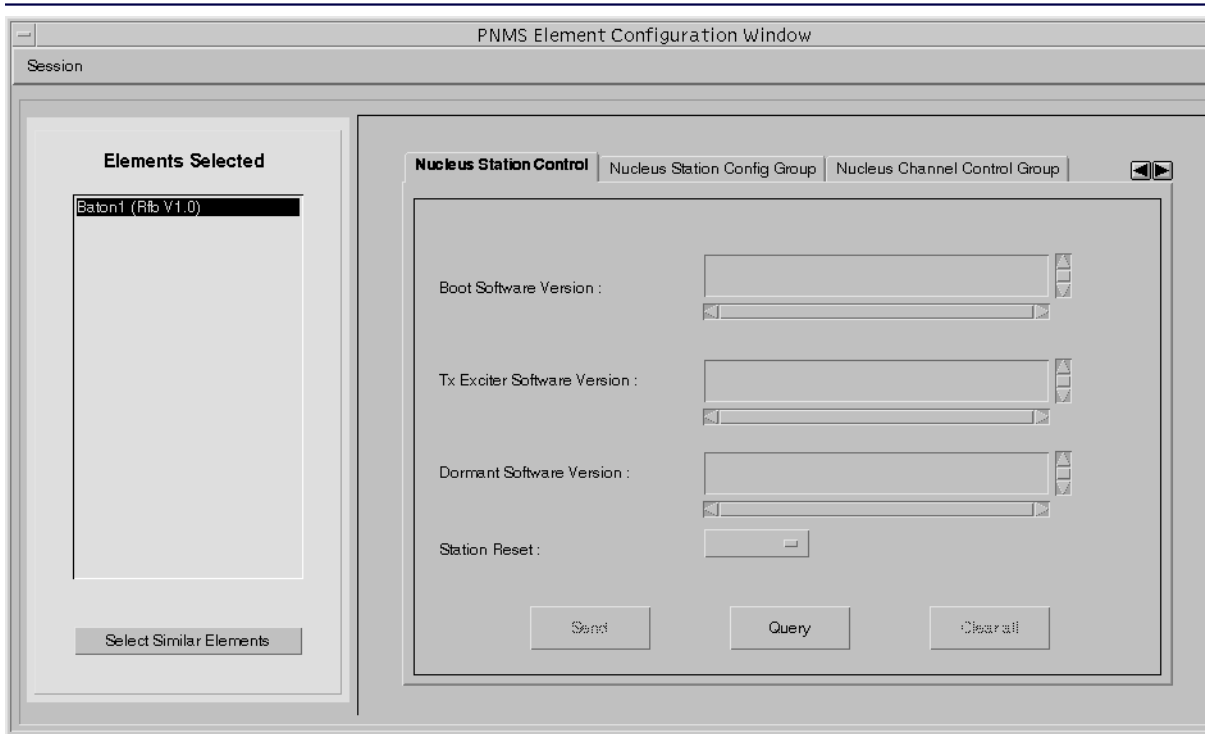 PNMS Element Configuration Window
Session
Elements Selected
Baton1 (Rfb V1.0)
Select Similar Elements
Nucleus Station Control
Nucleus Station Config Group
Nucleus Channel Control Group
Boot Software Version :
Tx Exciter Software Version :
Dormant Software Version :
Station Reset :
Send
Query
Clear all